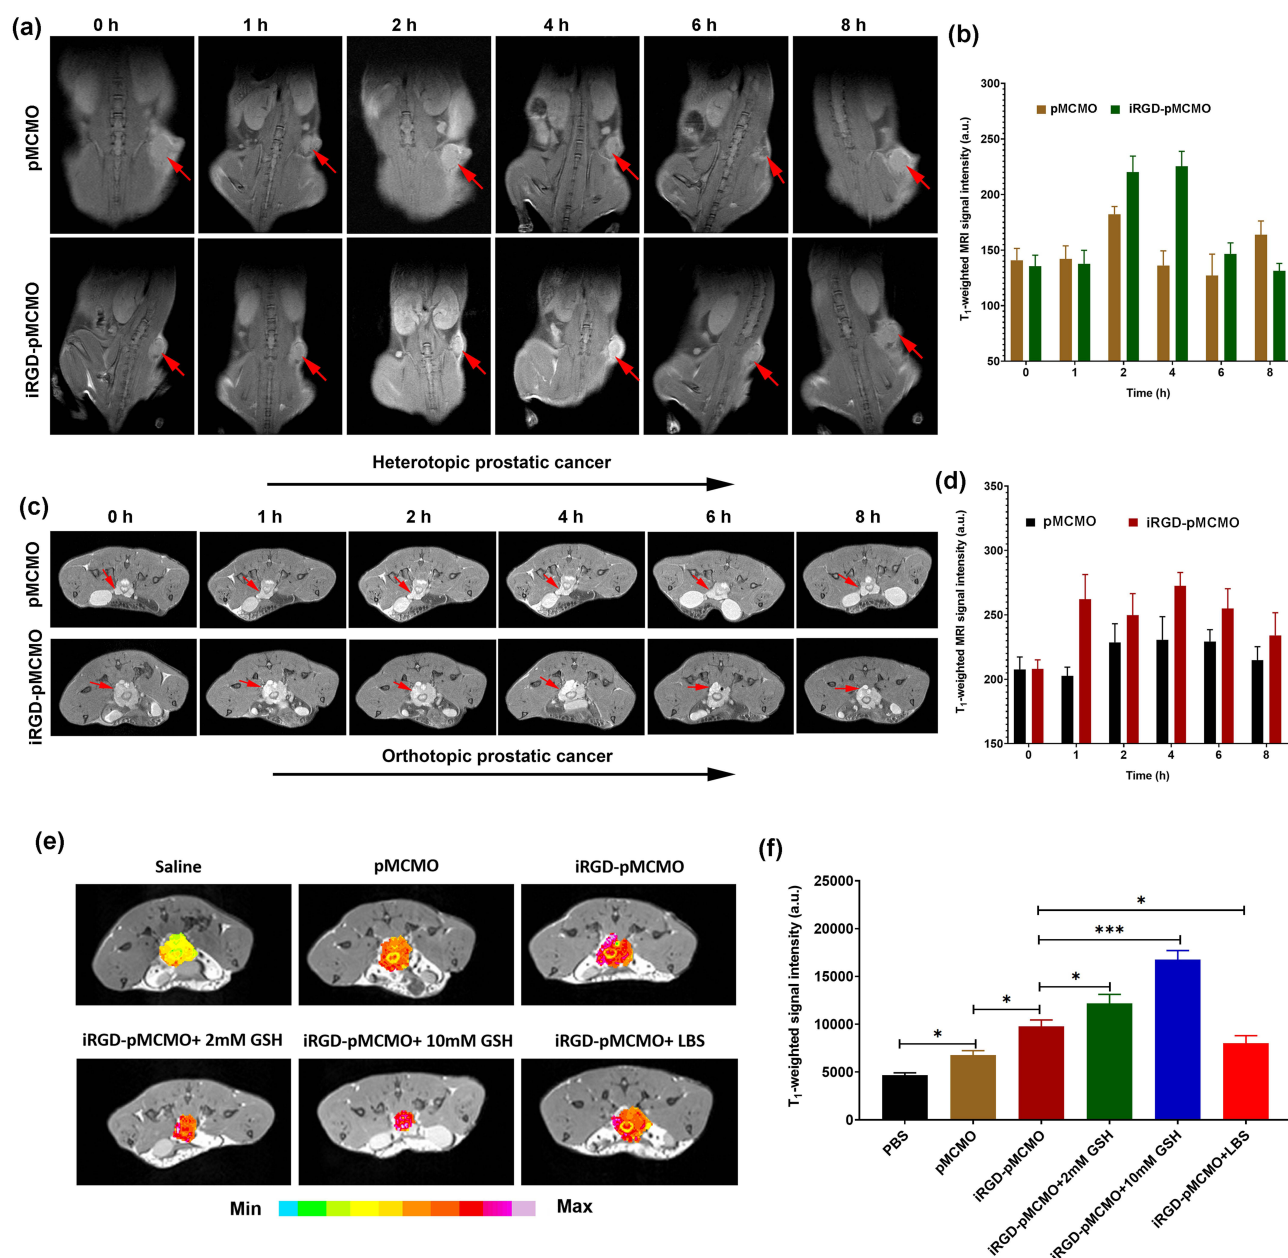 (a)
0 h 1 h 2 h 4 h 6 h 8 h
pMCMO
iRGD-pMCMO
Heterotopic prostatic cancer
(b)
T1-weighted MRI signal intensity (a.u.)
300
250
200
150
100
50
pMCMO iRGD-pMCMO
0 1 2 4 6 8
Time (h)
(c)
0 h 1 h 2 h 4 h 6 h 8 h
pMCMO
iRGD-pMCMO
Orthotopic prostatic cancer
(d)
T1-weighted MRI signal intensity (a.u.)
350
300
250
200
150
pMCMO iRGD-pMCMO
0 1 2 4 6 8
Time (h)
(e)
Saline pMCMO iRGD-pMCMO
iRGD-pMCMO+ 2mM GSH iRGD-pMCMO+ 10mM GSH iRGD-pMCMO+ LBS
Min Max
(f)
T1-weighted signal intensity (a.u.)
25000
20000
15000
10000
5000
0
*
***
*
*
*
PBS
pMCMO
iRGD-pMCMO
iRGD-pMCMO+2mM GSH
iRGD-pMCMO+10mM GSH
iRGD-pMCMO+LBS